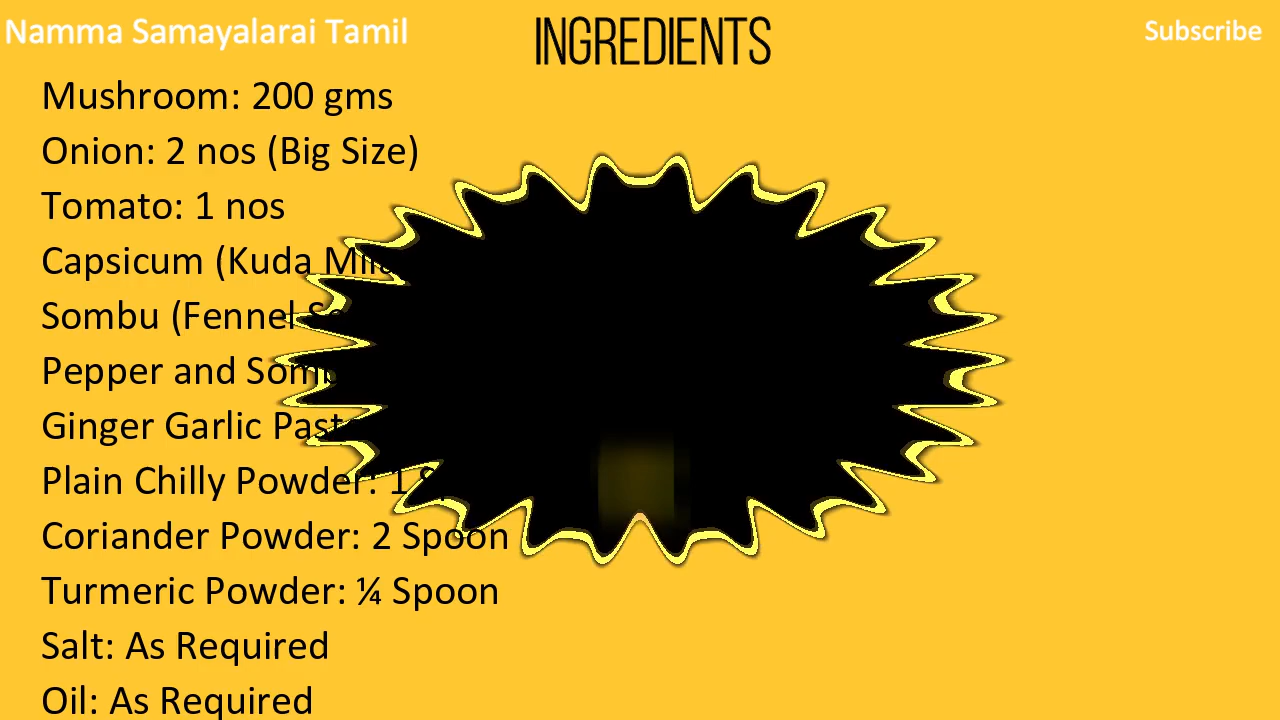 Namma Samayalarai Tamil
INGREDIENTS
Subscribe
Mushroom: 200 gms
Onion: 2 nos (Big Size)
Tomato: 1 nos
Capsicum (Kuda
Sombu (Fennel
Pepper and
Ginger Garlic
Plain Chilly Powder: 1
Coriander Powder: 2 Spoon
Turmeric Powder: ¼ Spoon
Salt: As Required
Oil: As Required